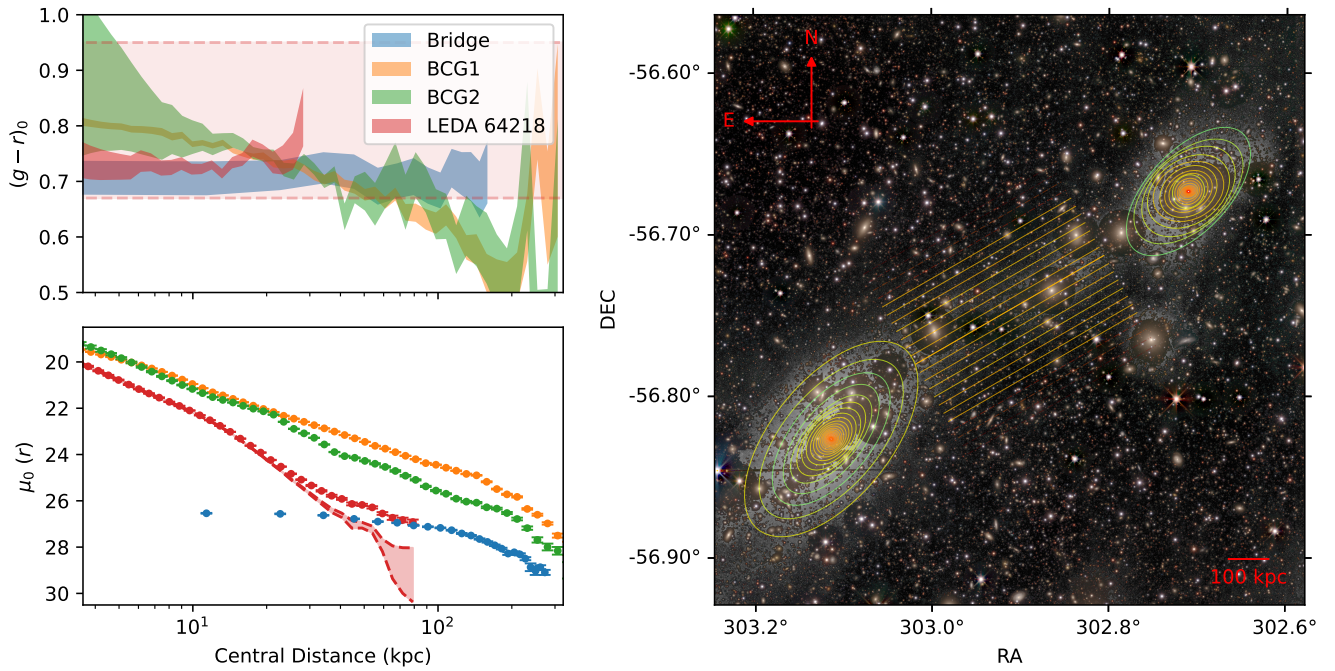 1.0
0.9
0.8
0.7
0.6
0.5
(g − r)₀
Bridge
BCG1
BCG2
LEDA 64218
20
22
24
26
28
30
μ₀ (r)
10¹
10²
Central Distance (kpc)
-56.60°
-56.70°
-56.80°
-56.90°
DEC
N
E
100 kpc
303.2°
303.0°
302.8°
302.6°
RA